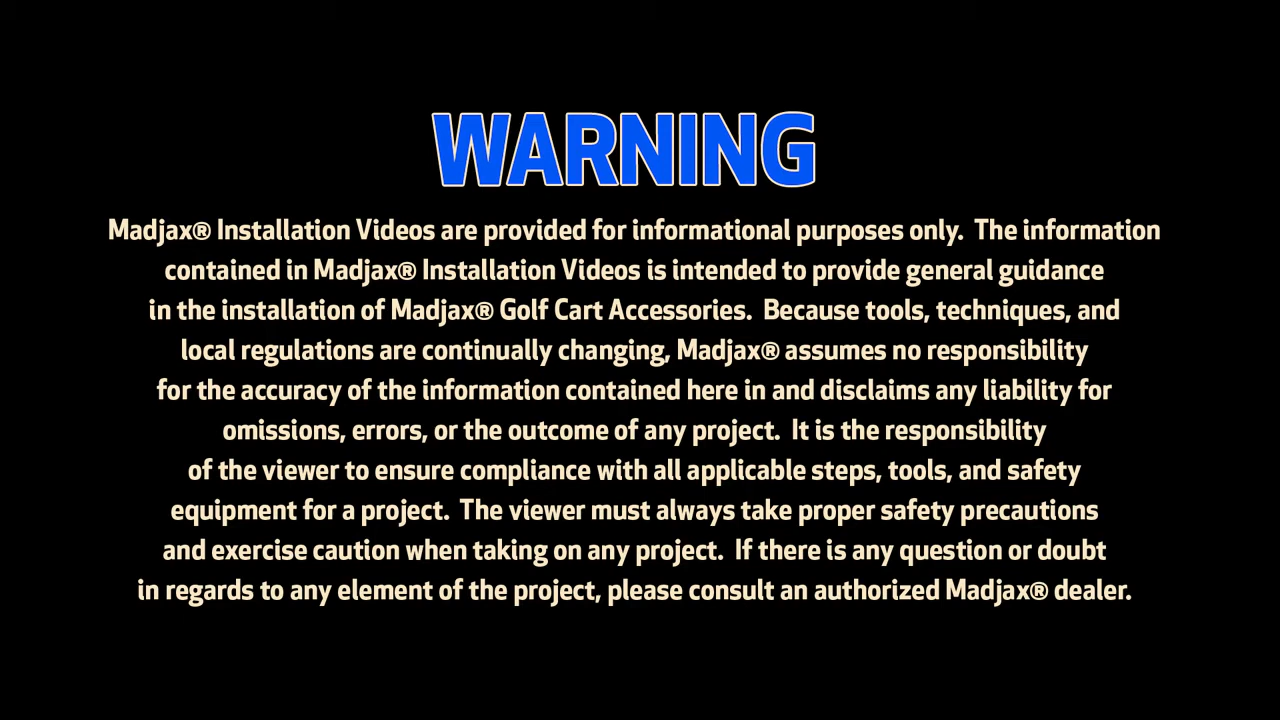 WARNING
Madjax® Installation Videos are provided for informational purposes only.  The information
contained in Madjax® Installation Videos is intended to provide general guidance
in the installation of Madjax® Golf Cart Accessories.  Because tools, techniques, and
local regulations are continually changing, Madjax® assumes no responsibility
for the accuracy of the information contained here in and disclaims any liability for
omissions, errors, or the outcome of any project.  It is the responsibility
of the viewer to ensure compliance with all applicable steps, tools, and safety
equipment for a project.  The viewer must always take proper safety precautions
and exercise caution when taking on any project.  If there is any question or doubt
in regards to any element of the project, please consult an authorized Madjax® dealer.